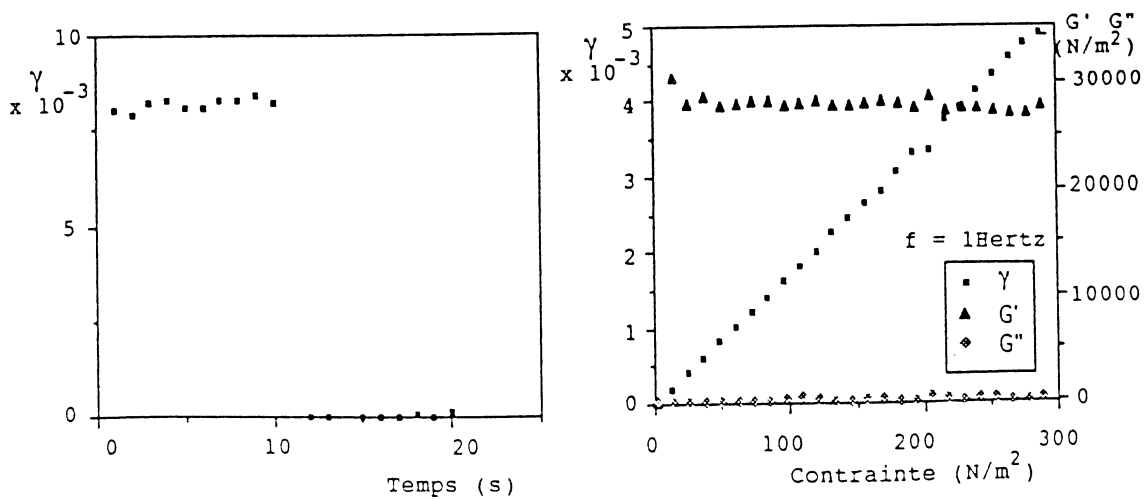 10
γ
x 10⁻³
5
0
0
10
20
Temps (s)
5
γ
x 10⁻³
4
3
2
1
0
0
100
200
300
Contrainte (N/m²)
G' G"
(N/m²)
30000
20000
10000
0
f = 1Hertz
γ
G'
G"